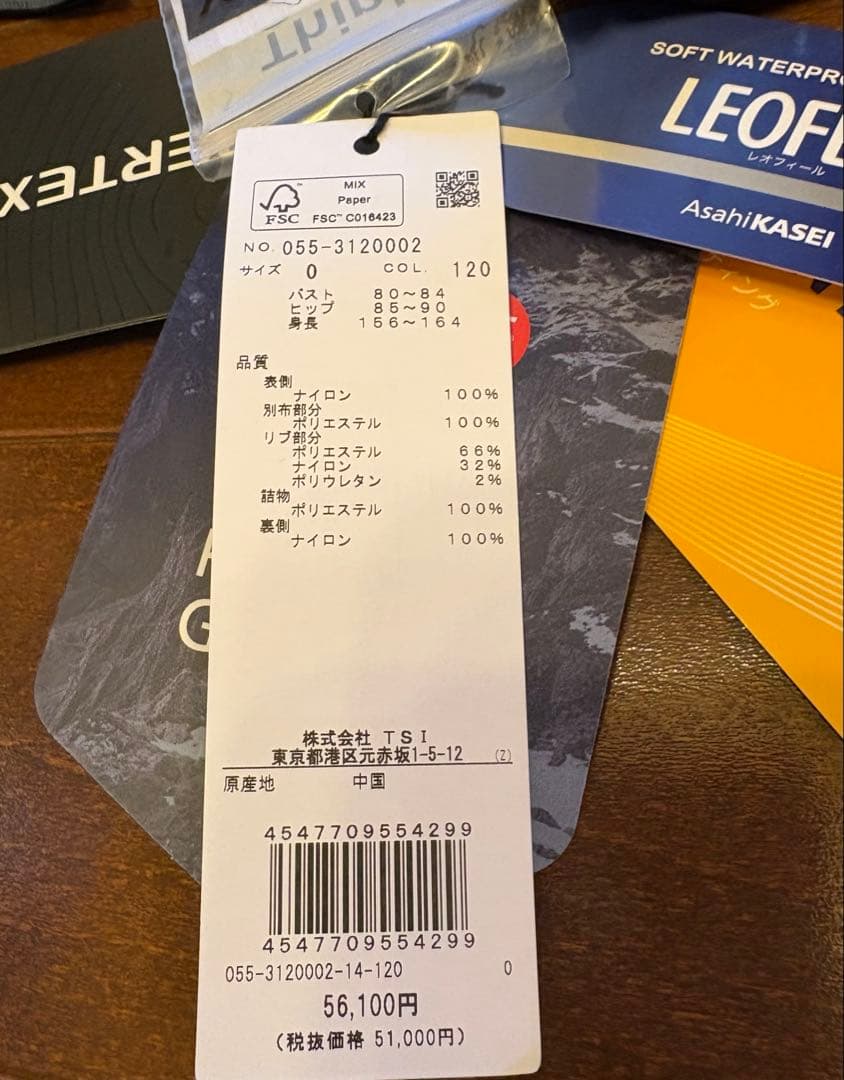 Thi
SOFT WATERPR
LEOF
レオフィール
AsahiKASEI
ERTEX
MIX
Paper
FSC
FSC™ C016423
NO. 055-3120002
サイズ 0 COL. 120
バスト 80～84
ヒップ 85～90
身長 156～164
品質
表側
ナイロン 100%
別布部分
ポリエステル 100%
リブ部分
ポリエステル 66%
ナイロン 32%
ポリウレタン 2%
詰物
ポリエステル 100%
裏側
ナイロン 100%
株式会社 TSI
東京都港区元赤坂1-5-12 (Z)
原産地 中国
4547709554299
4547709554299
055-3120002-14-120 0
56,100円
(税抜価格 51,000円)
ィング
G